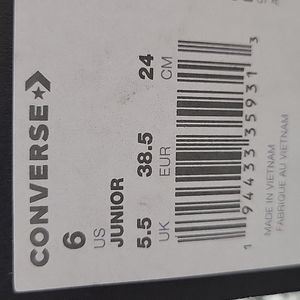 CONVERSE
6
US
JUNIOR
5.5 38.5 24
UK EUR CM
1 94433 35931 3
MADE IN VIETNAM
FABRIQUE AU VIETNAM